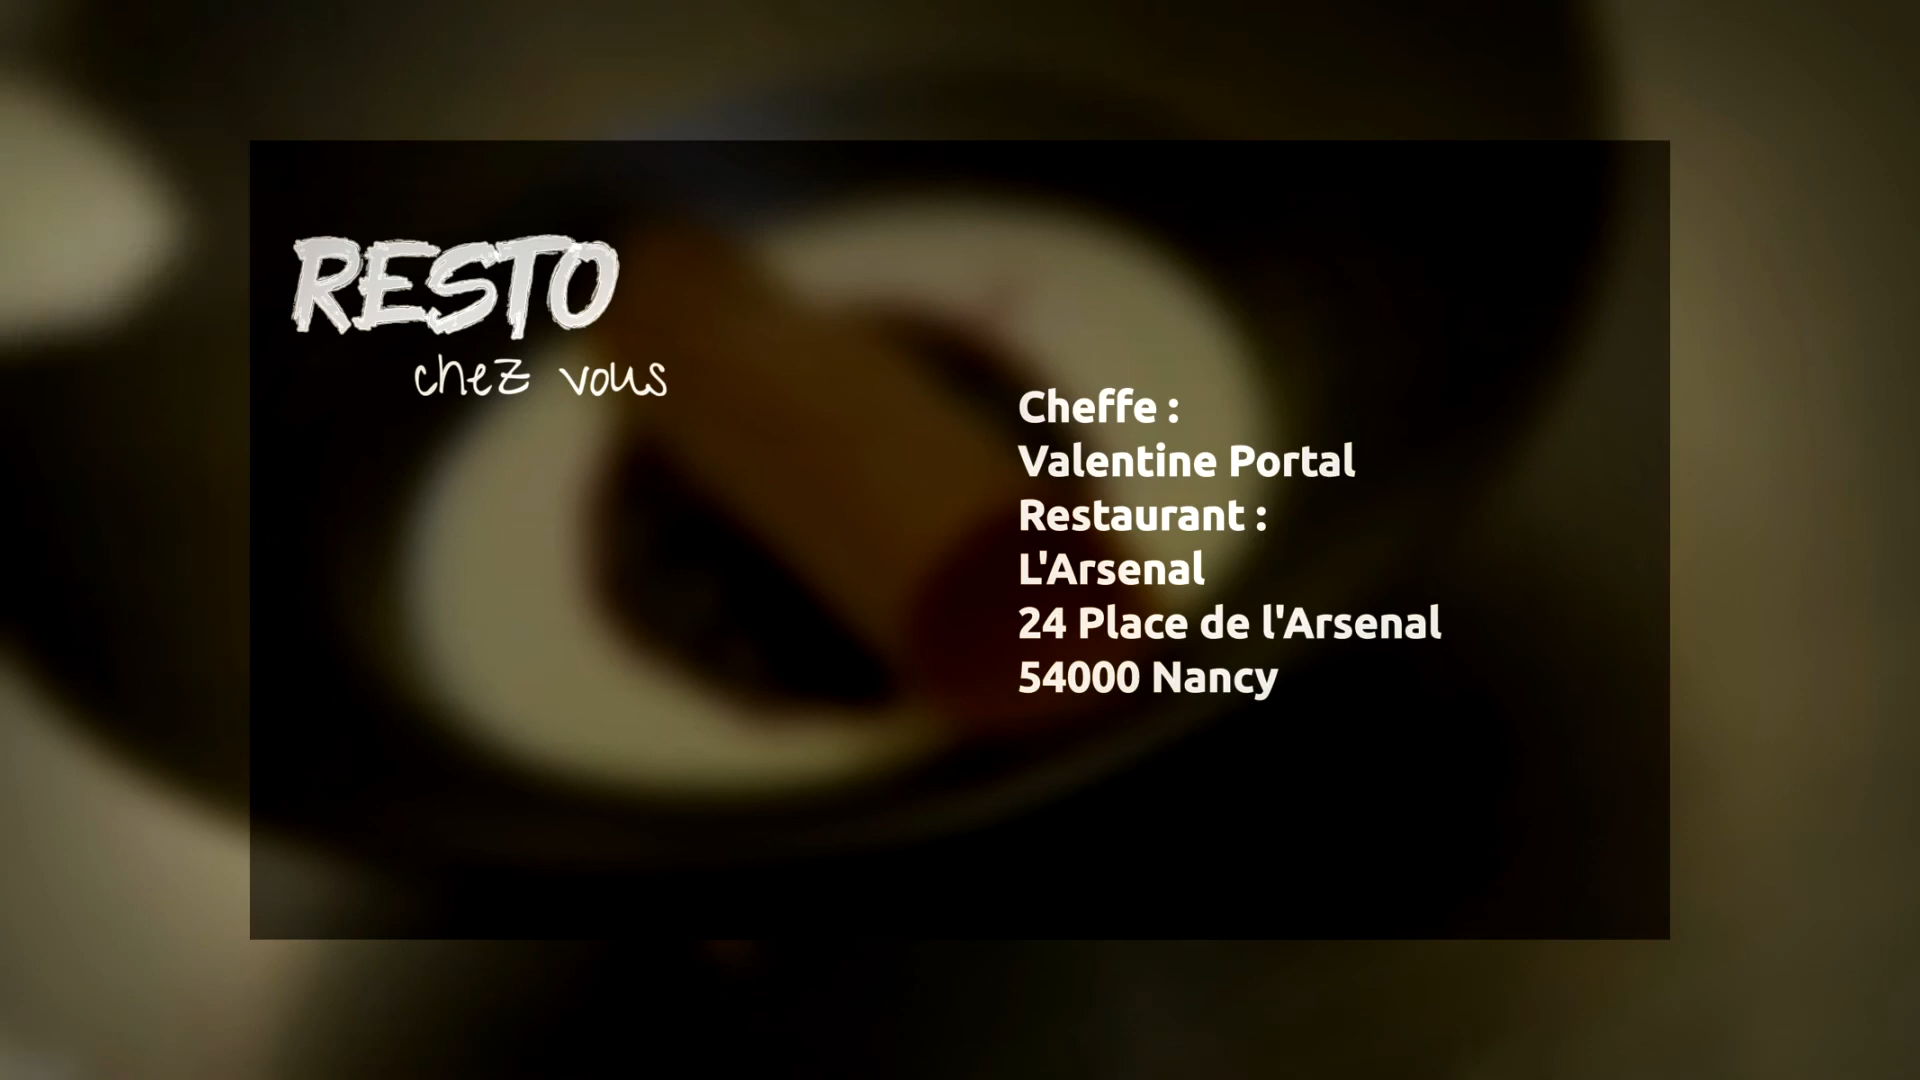 RESTO
chez vous
Cheffe :
Valentine Portal
Restaurant :
L'Arsenal
24 Place de l'Arsenal
54000 Nancy